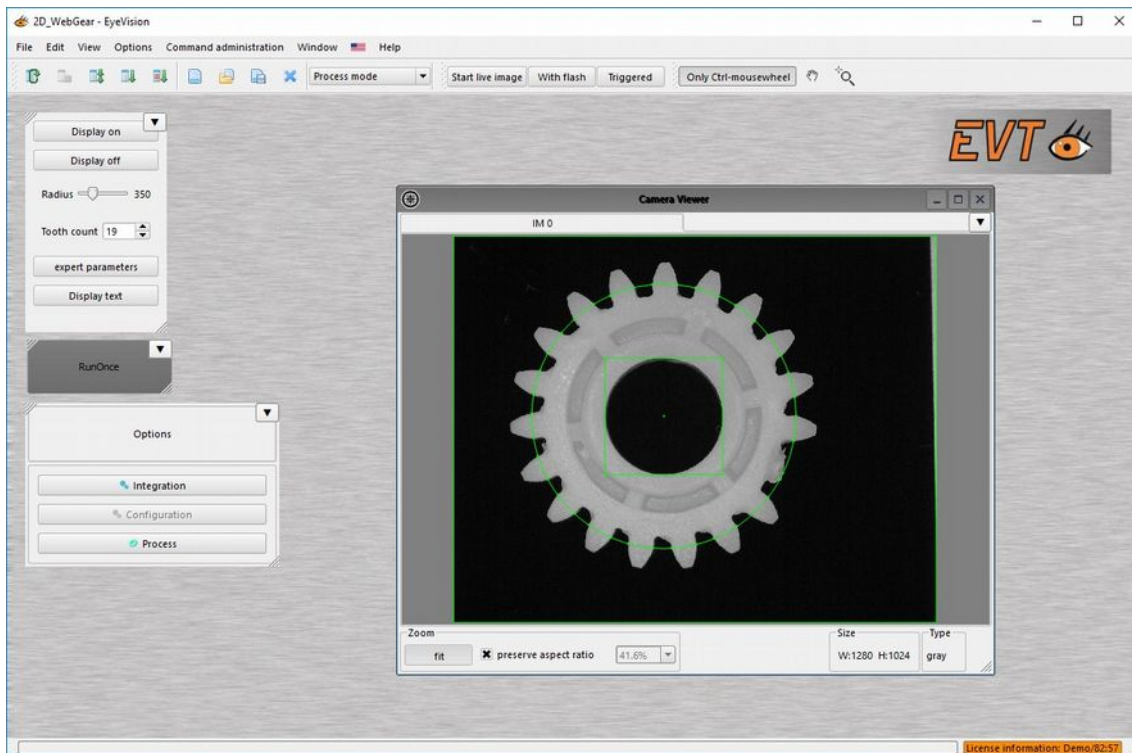 2D_WebGear - EyeVision
File Edit View Options Command administration Window Help
Process mode Start live image With flash Triggered Only Ctrl-mousewheel
EVT
Display on
Display off
Radius 350
Tooth count 19
expert parameters
Display text
RunOnce
Options
Integration
Configuration
Process
Camera Viewer
IM 0
Zoom
fit preserve aspect ratio 41.6%
Size
W:1280 H:1024
Type
gray
License information: Demo/82:57